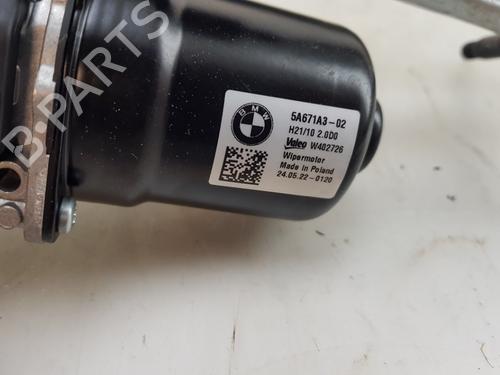 B-PARTS
BMW
5A671A3-02
H21/10 2.0D0
Valeo W402726
Wipermotor
Made in Poland
24.05.22-0120